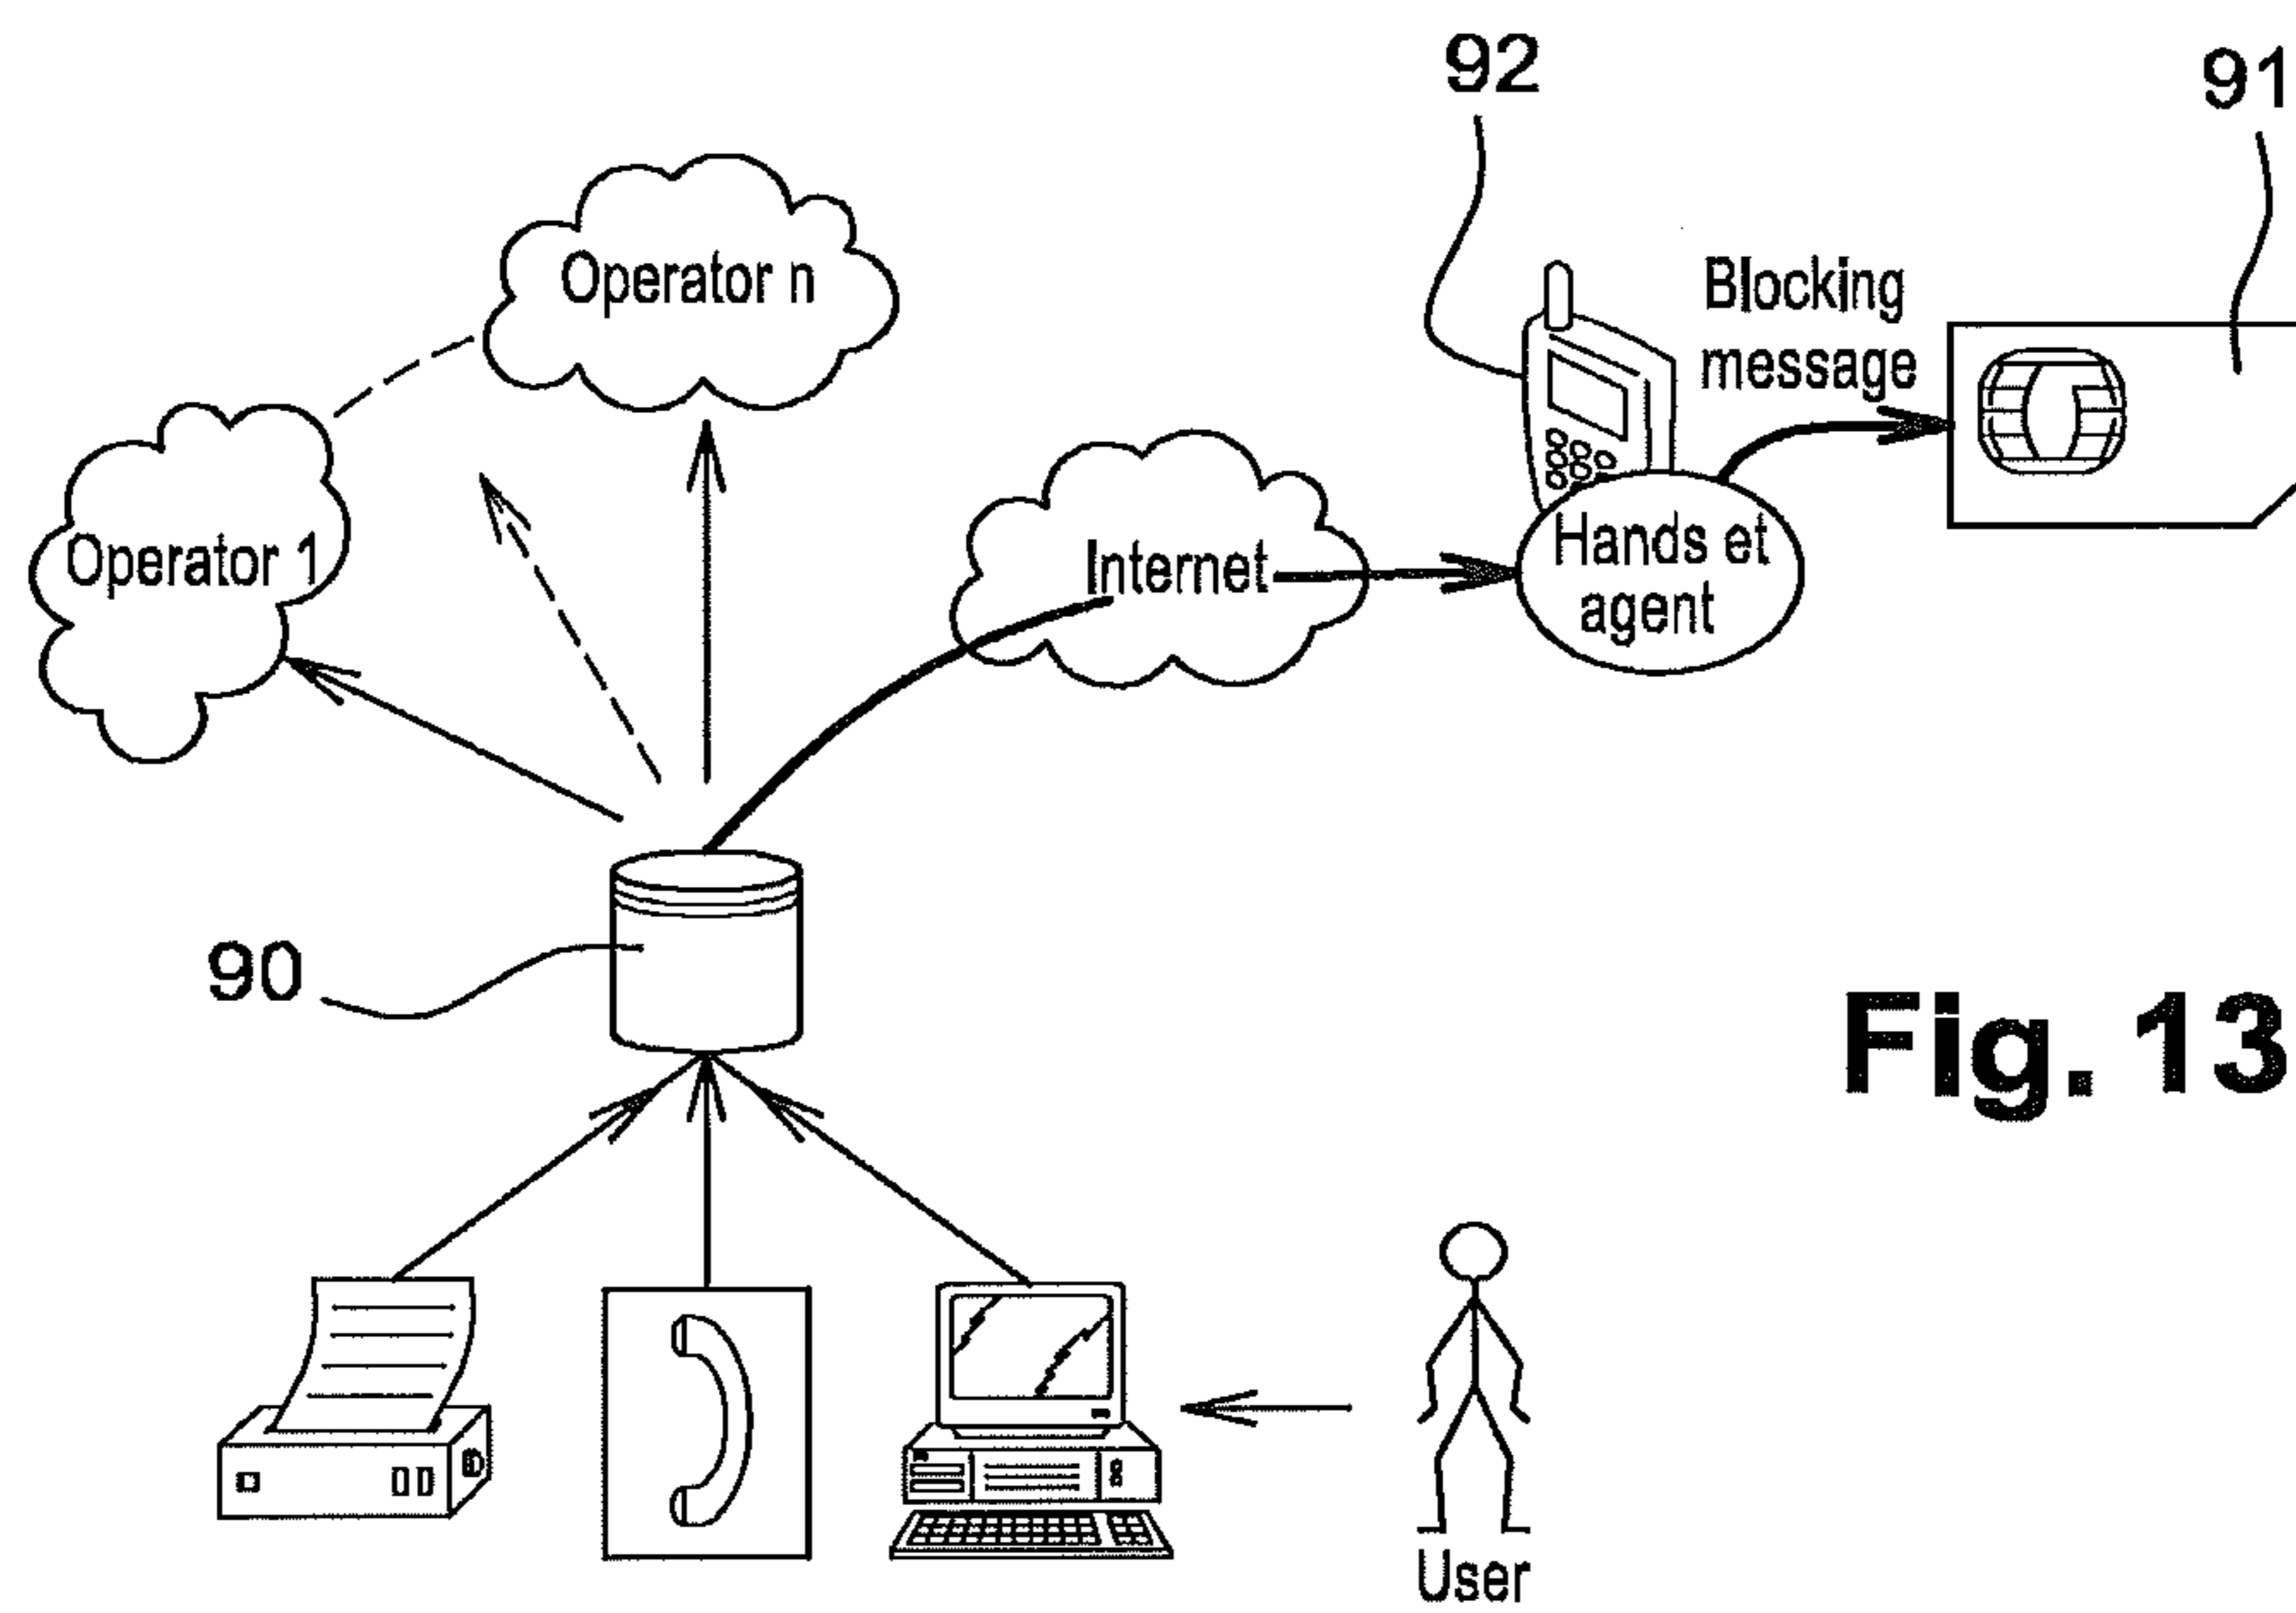 92
91
Operator n
Blocking
message
Operator 1
Internet
Hands et
agent
90
Fig. 13
User